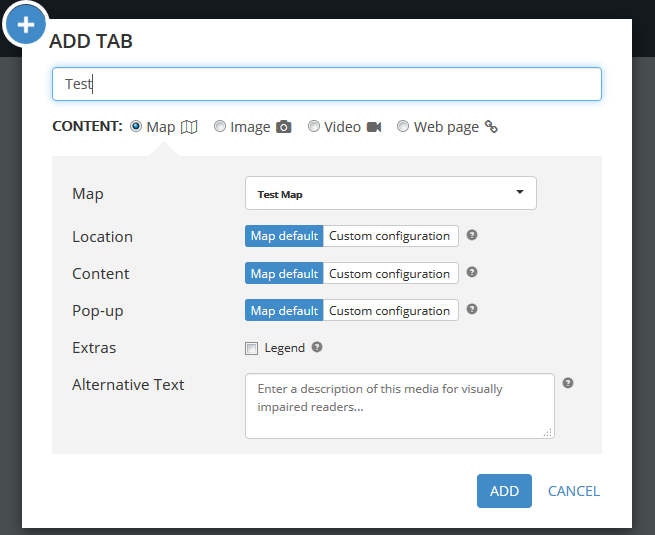 ADD TAB
Test
CONTENT: Map Image Video Web page
Map Test Map
Location Map default Custom configuration ?
Content Map default Custom configuration ?
Pop-up Map default Custom configuration ?
Extras Legend ?
Alternative Text Enter a description of this media for visually ?
impaired readers...
ADD CANCEL